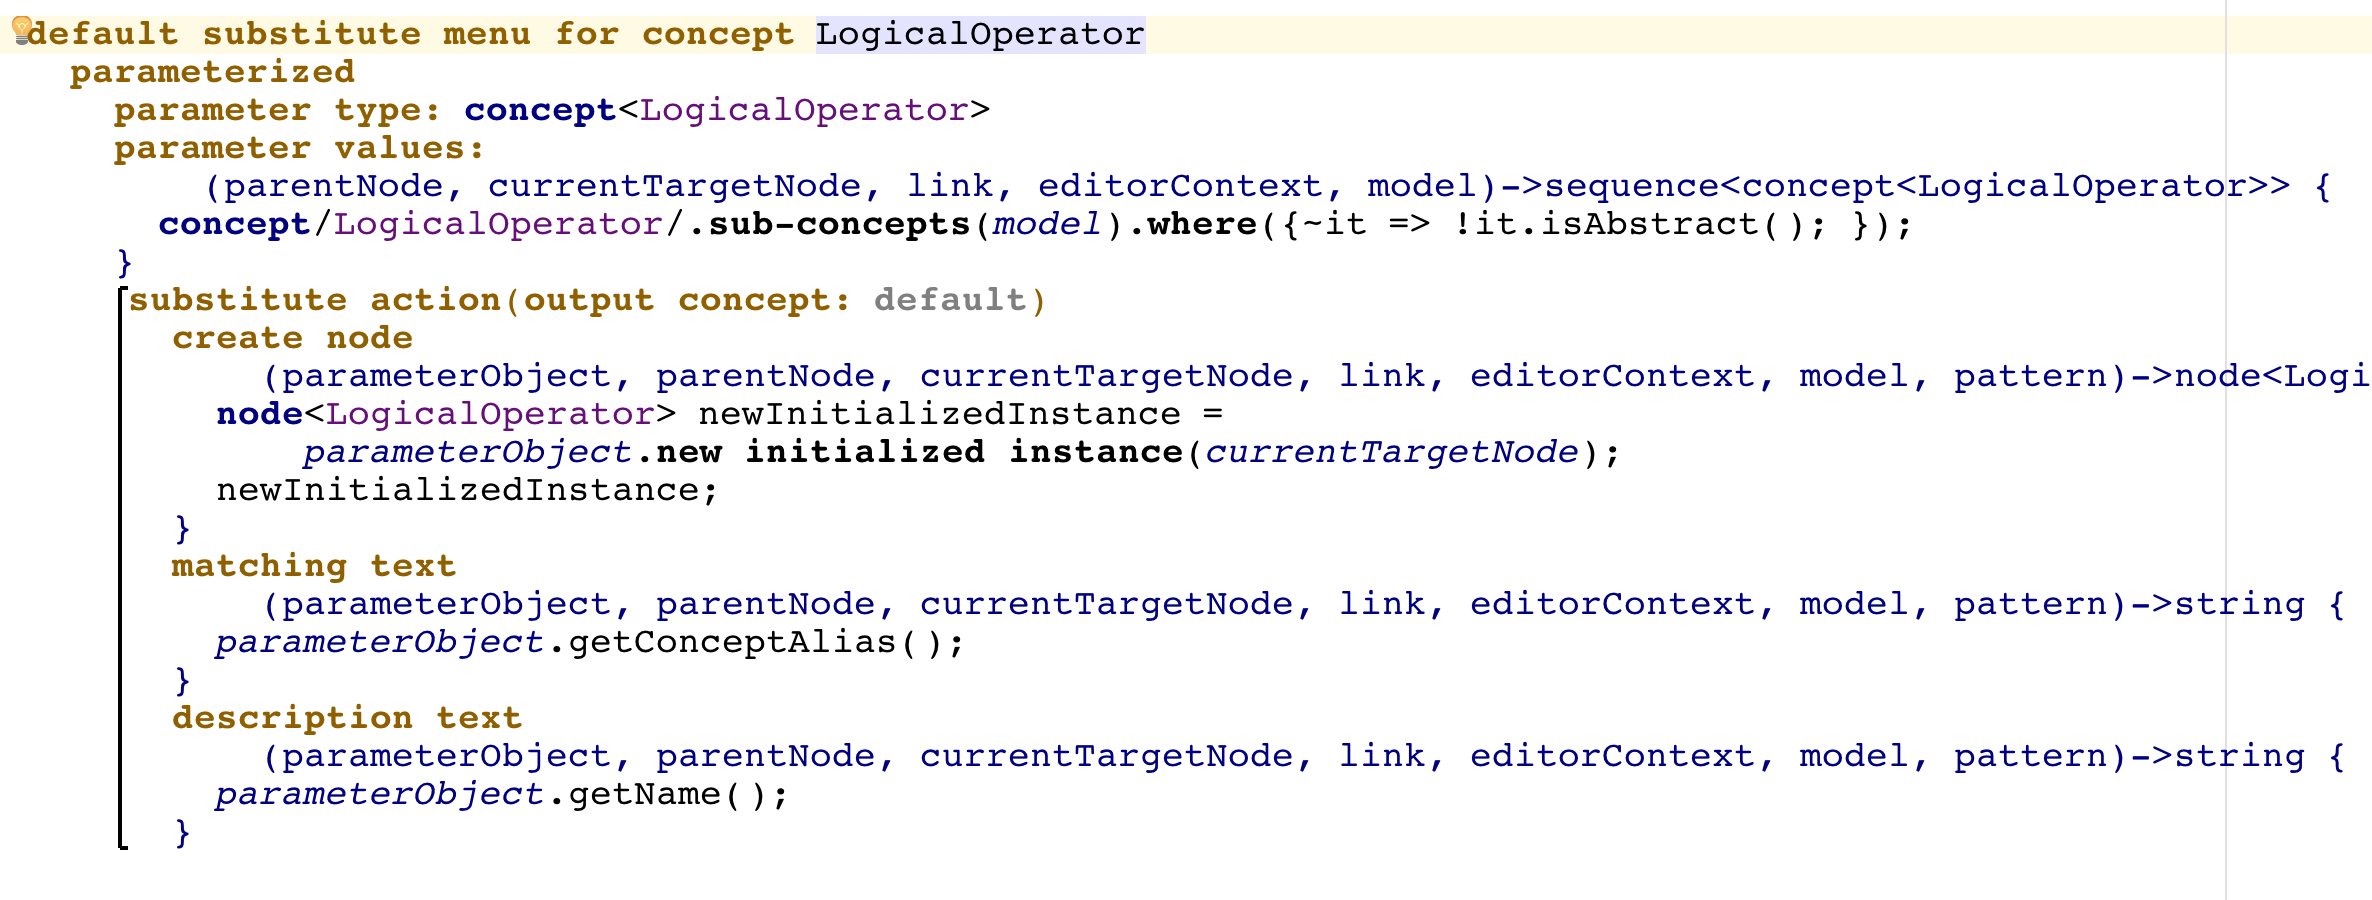 default substitute menu for concept LogicalOperator
parameterized
parameter type: concept<LogicalOperator>
parameter values:
(parentNode, currentTargetNode, link, editorContext, model)->sequence<concept<LogicalOperator>> {
concept/LogicalOperator/.sub-concepts(model).where({~it => !it.isAbstract(); });
}
substitute action(output concept: default)
create node
(parameterObject, parentNode, currentTargetNode, link, editorContext, model, pattern)->node<Logi
node<LogicalOperator> newInitializedInstance =
parameterObject.new initialized instance(currentTargetNode);
newInitializedInstance;
}
matching text
(parameterObject, parentNode, currentTargetNode, link, editorContext, model, pattern)->string {
parameterObject.getConceptAlias();
}
description text
(parameterObject, parentNode, currentTargetNode, link, editorContext, model, pattern)->string {
parameterObject.getName();
}